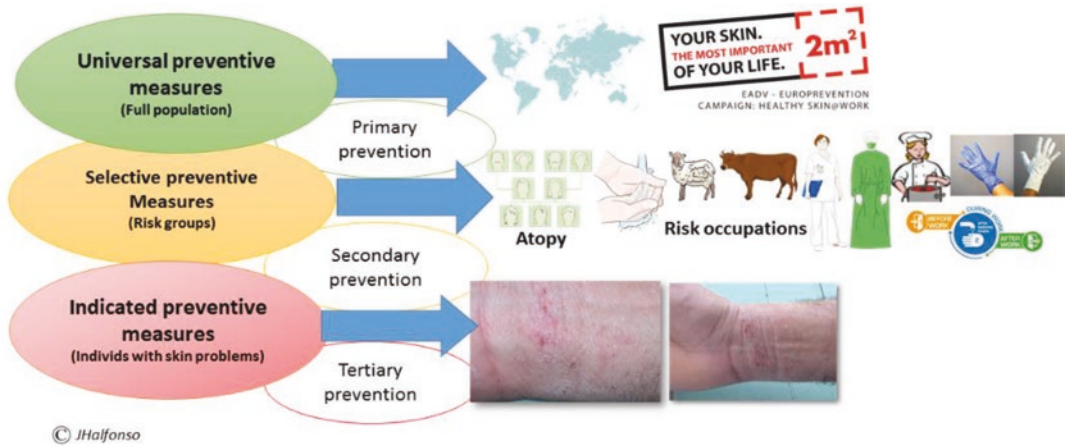 Universal preventive
measures
(Full population)
Primary
prevention
Selective preventive
Measures
(Risk groups)
Secondary
prevention
Indicated preventive
measures
(Individs with skin problems)
Tertiary
prevention
YOUR SKIN.
THE MOST IMPORTANT
OF YOUR LIFE.
2m²
EADV - EUROPREVENTION
CAMPAIGN: HEALTHY SKIN@WORK
Atopy
Risk occupations
BEFORE
WORK
DURING WORK
AFTER
WORK
© JHalfonso